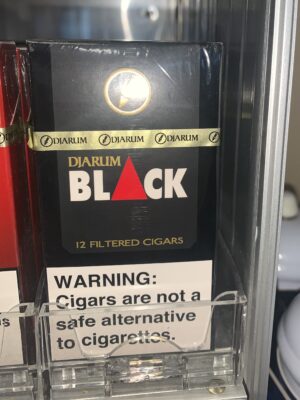 DJARUM DJARUM DJARUM
DJARUM
BLACK
12 FILTERED CIGARS
WARNING:
Cigars are not a
safe alternative
to cigarettes.